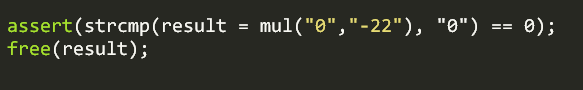 assert(strcmp(result = mul("0","-22"), "0") == 0);
free(result);